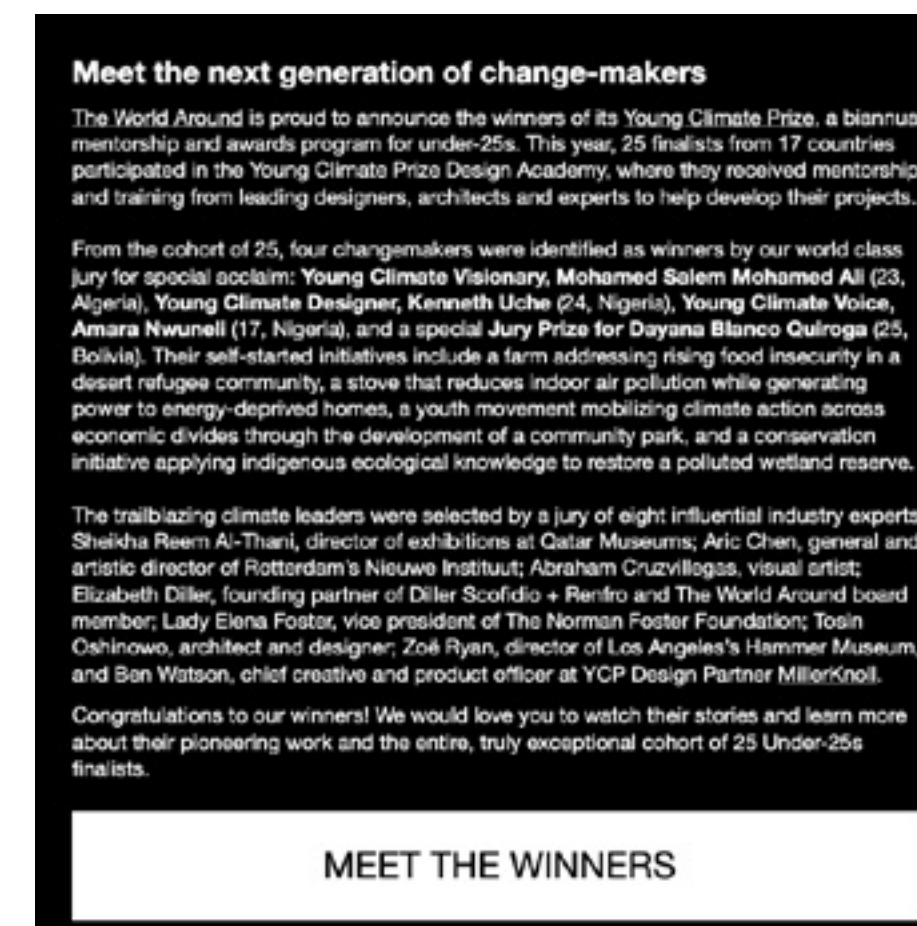 Meet the next generation of change-makers
The World Around is proud to announce the winners of its Young Climate Prize, a biannua
mentorship and awards program for under-25s. This year, 25 finalists from 17 countries
participated in the Young Climate Prize Design Academy, where they received mentorship
and training from leading designers, architects and experts to help develop their projects.
From the cohort of 25, four changemakers were identified as winners by our world class
jury for special acclaim: Young Climate Visionary, Mohamed Salem Mohamed Ali (23,
Algeria), Young Climate Designer, Kenneth Uche (24, Nigeria), Young Climate Voice,
Amara Nwuneli (17, Nigeria), and a special Jury Prize for Dayana Blanco Quiroga (25,
Bolivia). Their self-started initiatives include a farm addressing rising food insecurity in a
desert refugee community, a stove that reduces indoor air pollution while generating
power to energy-deprived homes, a youth movement mobilizing climate action across
economic divides through the development of a community park, and a conservation
initiative applying indigenous ecological knowledge to restore a polluted wetland reserve.
The trailblazing climate leaders were selected by a jury of eight influential industry experts
Sheikha Reem Al-Thani, director of exhibitions at Qatar Museums; Aric Chen, general and
artistic director of Rotterdam's Nieuwe Instituut; Abraham Cruzvillegas, visual artist;
Elizabeth Diller, founding partner of Diller Scofidio + Renfro and The World Around board
member; Lady Elena Foster, vice president of The Norman Foster Foundation; Tosin
Oshinowo, architect and designer; Zoë Ryan, director of Los Angeles's Hammer Museum,
and Ben Watson, chief creative and product officer at YCP Design Partner MillerKnoll.
Congratulations to our winners! We would love you to watch their stories and learn more
about their pioneering work and the entire, truly exceptional cohort of 25 Under-25s
finalists.
MEET THE WINNERS